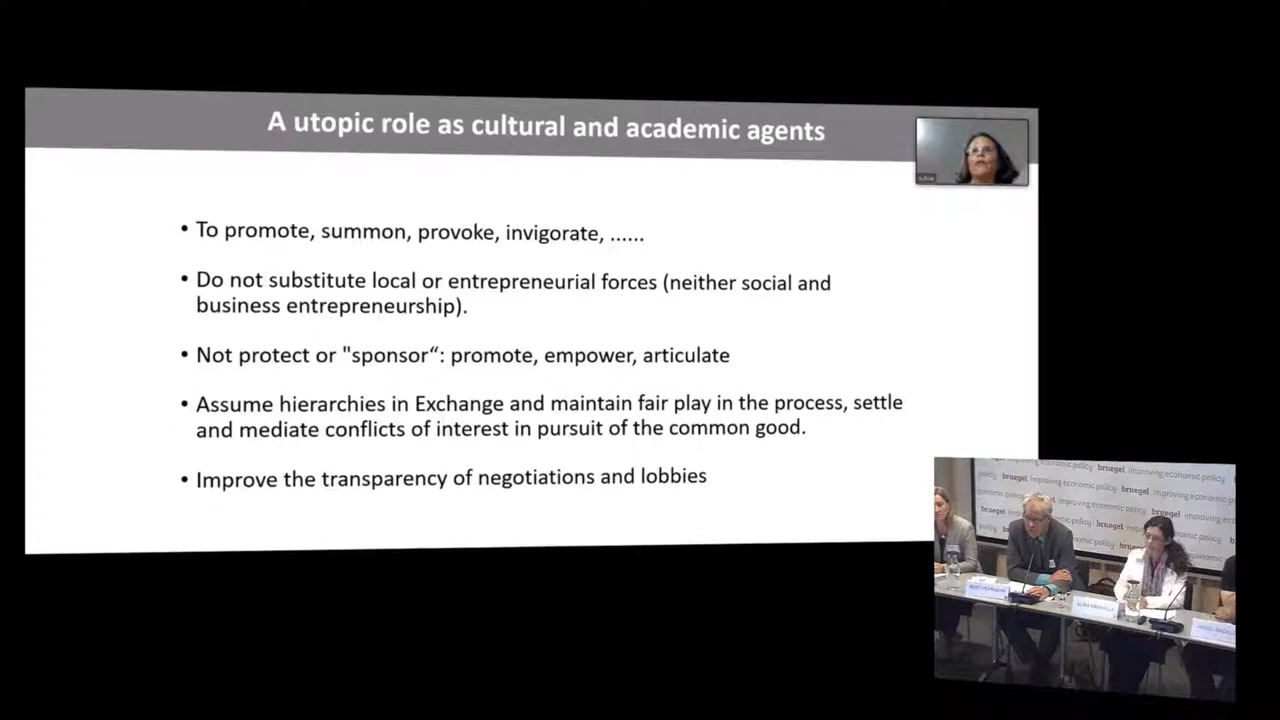 A utopic role as cultural and academic agents
• To promote, summon, provoke, invigorate, ......
• Do not substitute local or entrepreneurial forces (neither social and
business entrepreneurship).
• Not protect or "sponsor“: promote, empower, articulate
• Assume hierarchies in Exchange and maintain fair play in the process, settle
and mediate conflicts of interest in pursuit of the common good.
• Improve the transparency of negotiations and lobbies
bruegel improving economic policy